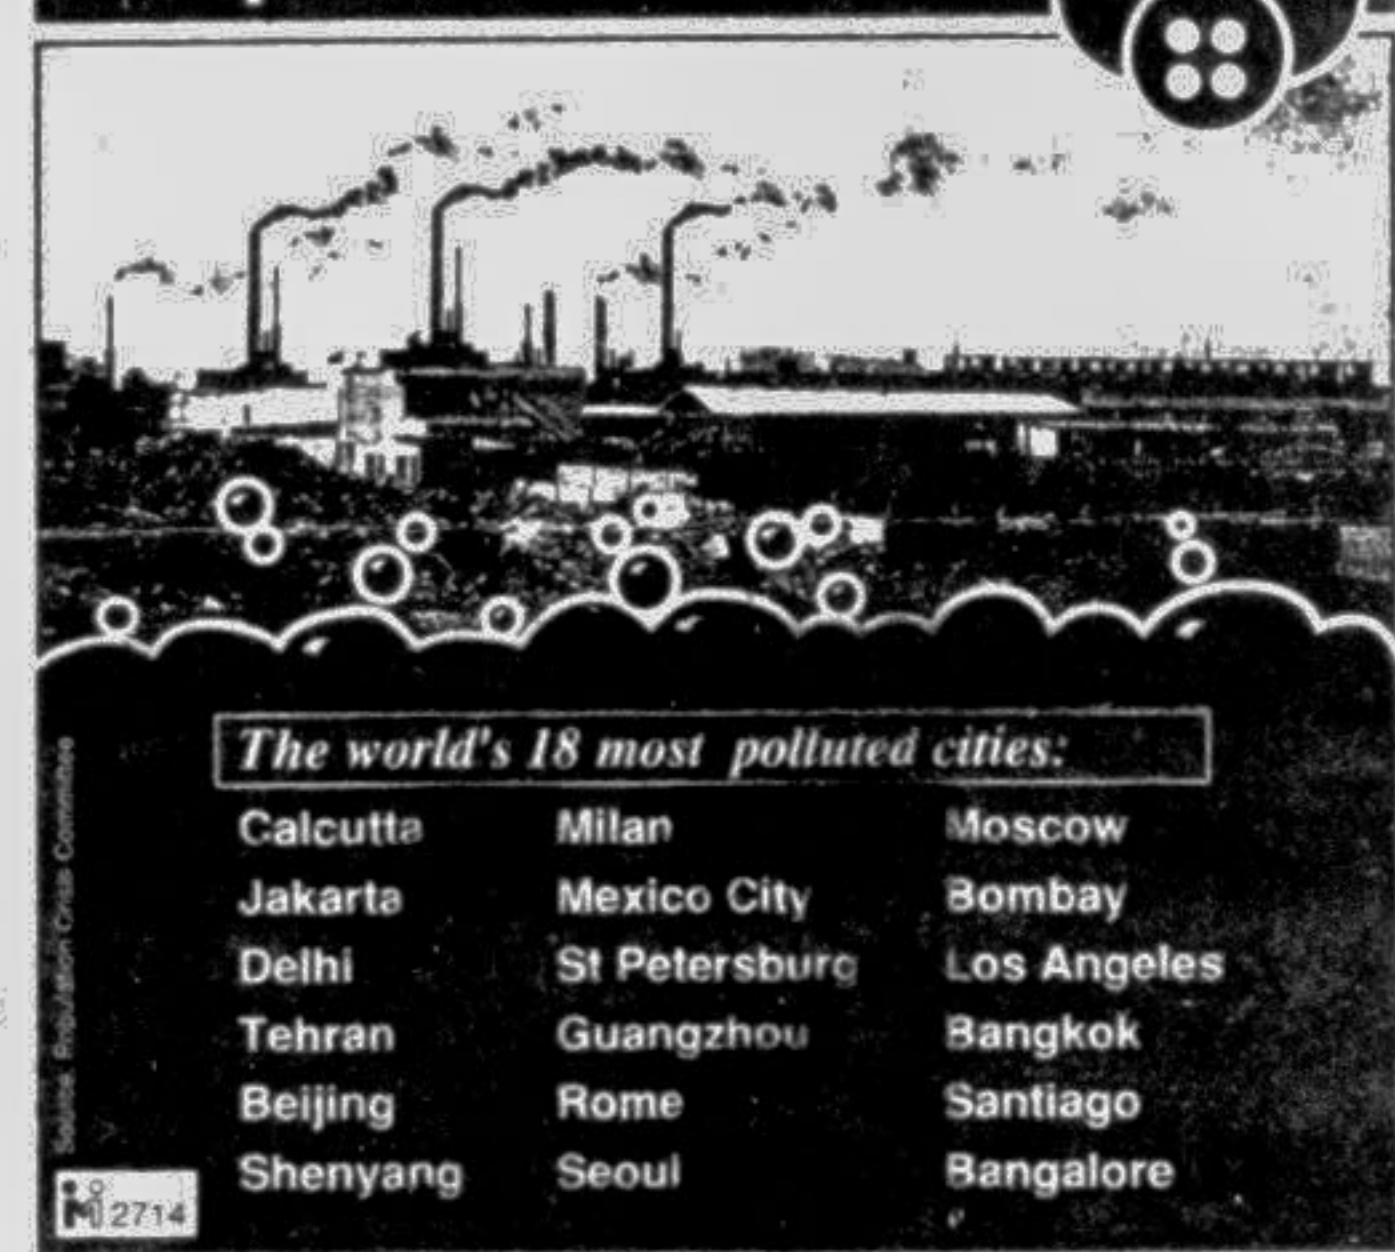 The world's 18 most polluted cities:
Calcutta Milan Moscow
Jakarta Mexico City Bombay
Delhi St Petersburg Los Angeles
Tehran Guangzhou Bangkok
Beijing Rome Santiago
Shenyang Seoul Bangalore
Source: Population Crisis Committee
2714